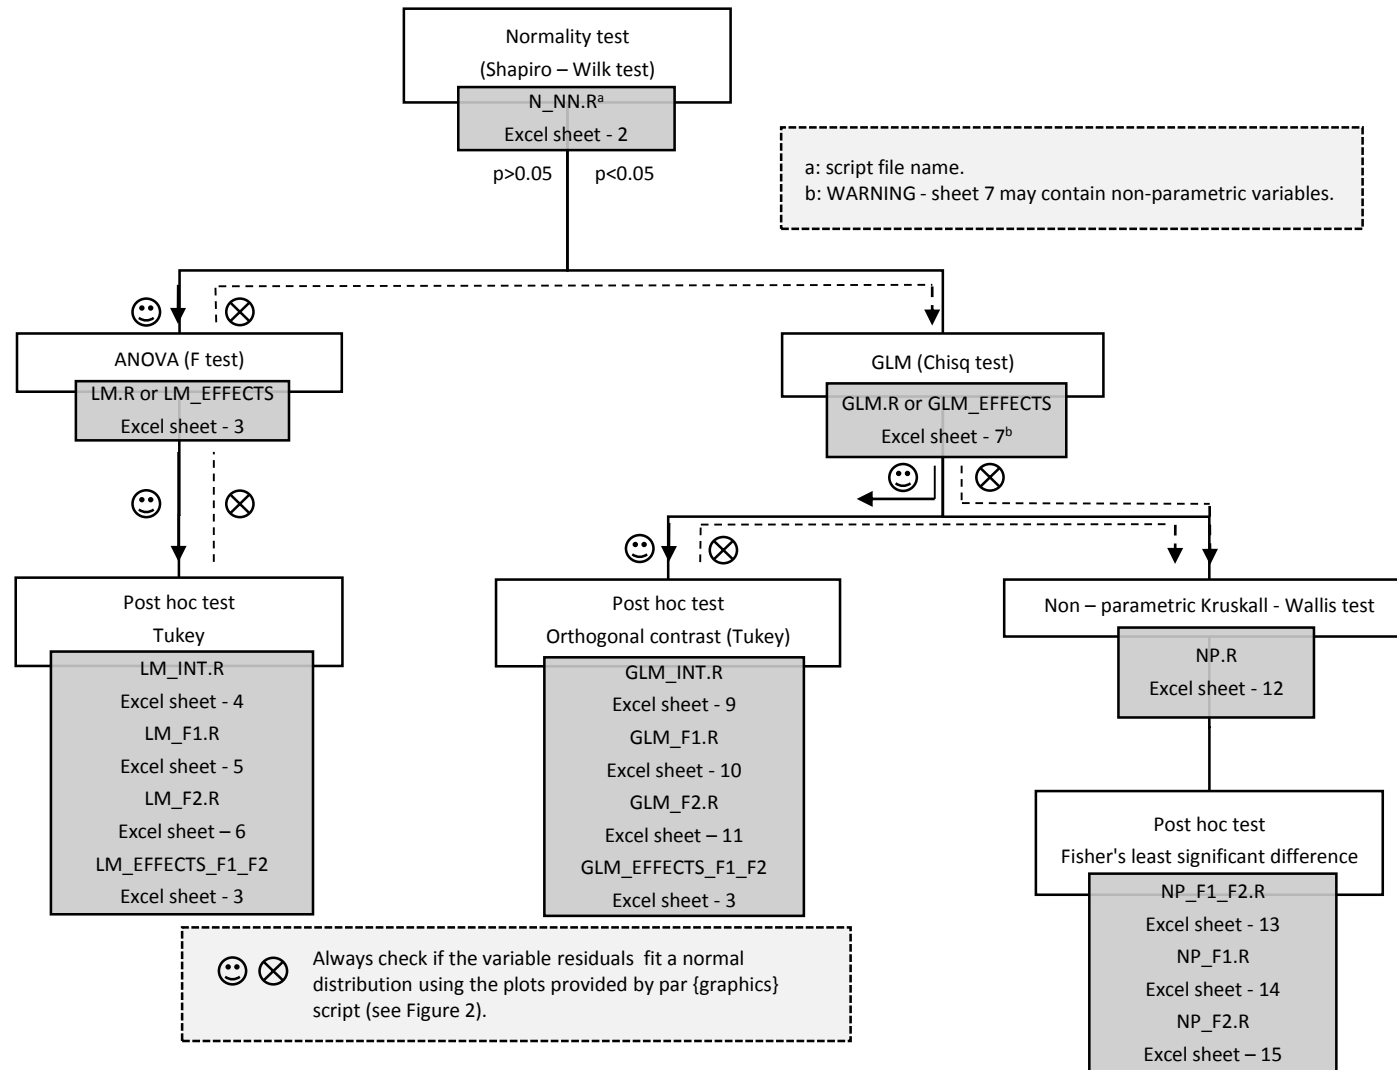 Normality test
(Shapiro – Wilk test)
N_NN.Rᵃ
Excel sheet - 2
p>0.05 p<0.05
a: script file name.
b: WARNING - sheet 7 may contain non-parametric variables.
ANOVA (F test)
LM.R or LM_EFFECTS
Excel sheet - 3
GLM (Chisq test)
GLM.R or GLM_EFFECTS
Excel sheet - 7ᵇ
Post hoc test
Tukey
LM_INT.R
Excel sheet - 4
LM_F1.R
Excel sheet - 5
LM_F2.R
Excel sheet – 6
LM_EFFECTS_F1_F2
Excel sheet - 3
Post hoc test
Orthogonal contrast (Tukey)
GLM_INT.R
Excel sheet - 9
GLM_F1.R
Excel sheet - 10
GLM_F2.R
Excel sheet – 11
GLM_EFFECTS_F1_F2
Excel sheet - 3
Non – parametric Kruskall - Wallis test
NP.R
Excel sheet - 12
Post hoc test
Fisher's least significant difference
NP_F1_F2.R
Excel sheet - 13
NP_F1.R
Excel sheet - 14
NP_F2.R
Excel sheet – 15
Always check if the variable residuals fit a normal
distribution using the plots provided by par {graphics}
script (see Figure 2).